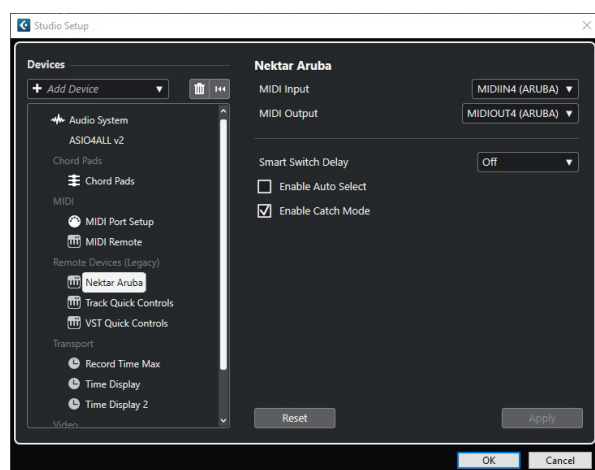 Studio Setup
Devices
+ Add Device
Audio System
ASIO4ALL v2
Chord Pads
Chord Pads
MIDI
MIDI Port Setup
MIDI Remote
Remote Devices (Legacy)
Nektar Aruba
Track Quick Controls
VST Quick Controls
Transport
Record Time Max
Time Display
Time Display 2
Video
Nektar Aruba
MIDI Input MIDIIN4 (ARUBA)
MIDI Output MIDIOUT4 (ARUBA)
Smart Switch Delay Off
Enable Auto Select
Enable Catch Mode
Reset Apply
OK Cancel